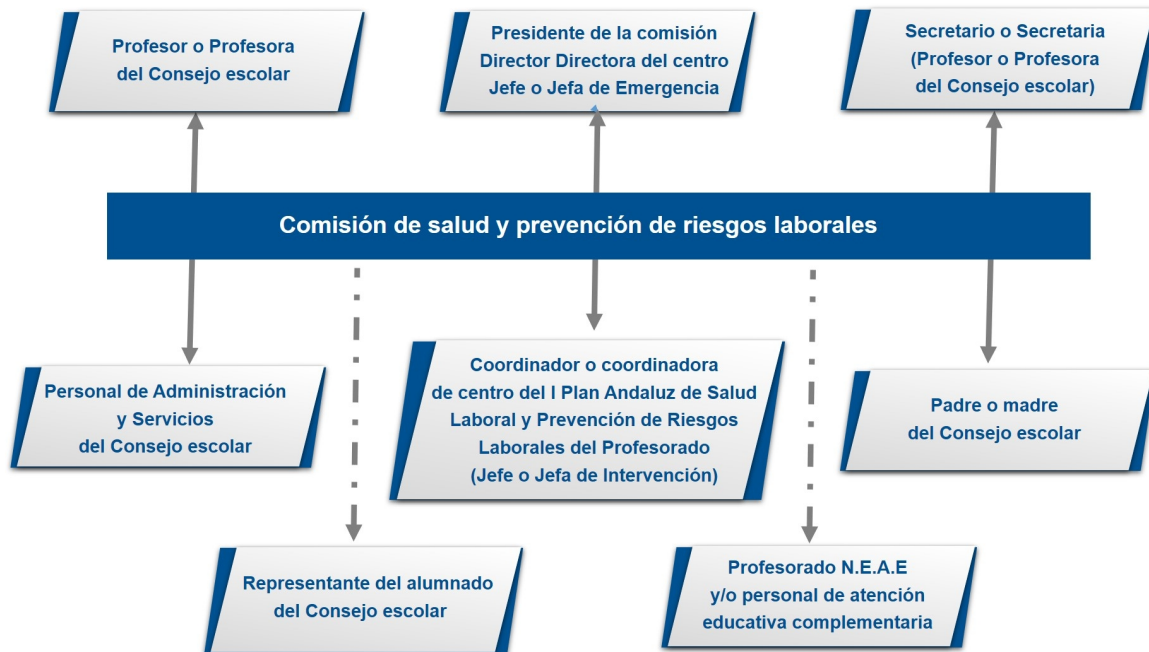 Profesor o Profesora
del Consejo escolar
Presidente de la comisión
Director Directora del centro
Jefe o Jefa de Emergencia
Secretario o Secretaria
(Profesor o Profesora
del Consejo escolar)
Comisión de salud y prevención de riesgos laborales
Personal de Administración
y Servicios
del Consejo escolar
Coordinador o coordinadora
de centro del I Plan Andaluz de Salud
Laboral y Prevención de Riesgos
Laborales del Profesorado
(Jefe o Jefa de Intervención)
Padre o madre
del Consejo escolar
Representante del alumnado
del Consejo escolar
Profesorado N.E.A.E
y/o personal de atención
educativa complementaria